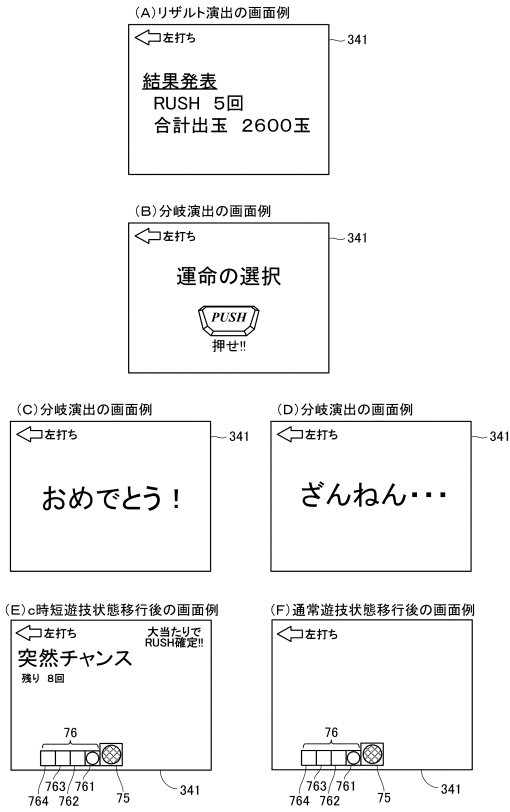 (A)リザルト演出の画面例
左打ち
341
結果発表
RUSH 5回
合計出玉 2600玉
(B)分岐演出の画面例
左打ち
341
運命の選択
PUSH
押せ!!
(C)分岐演出の画面例
左打ち
341
おめでとう！
(D)分岐演出の画面例
左打ち
341
ざんねん・・・
(E)c時短遊技状態移行後の画面例
左打ち
大当たりで
RUSH確定!!
突然チャンス
残り 8回
76
764
763
762
761
75
341
(F)通常遊技状態移行後の画面例
左打ち
76
764
763
762
761
75
341